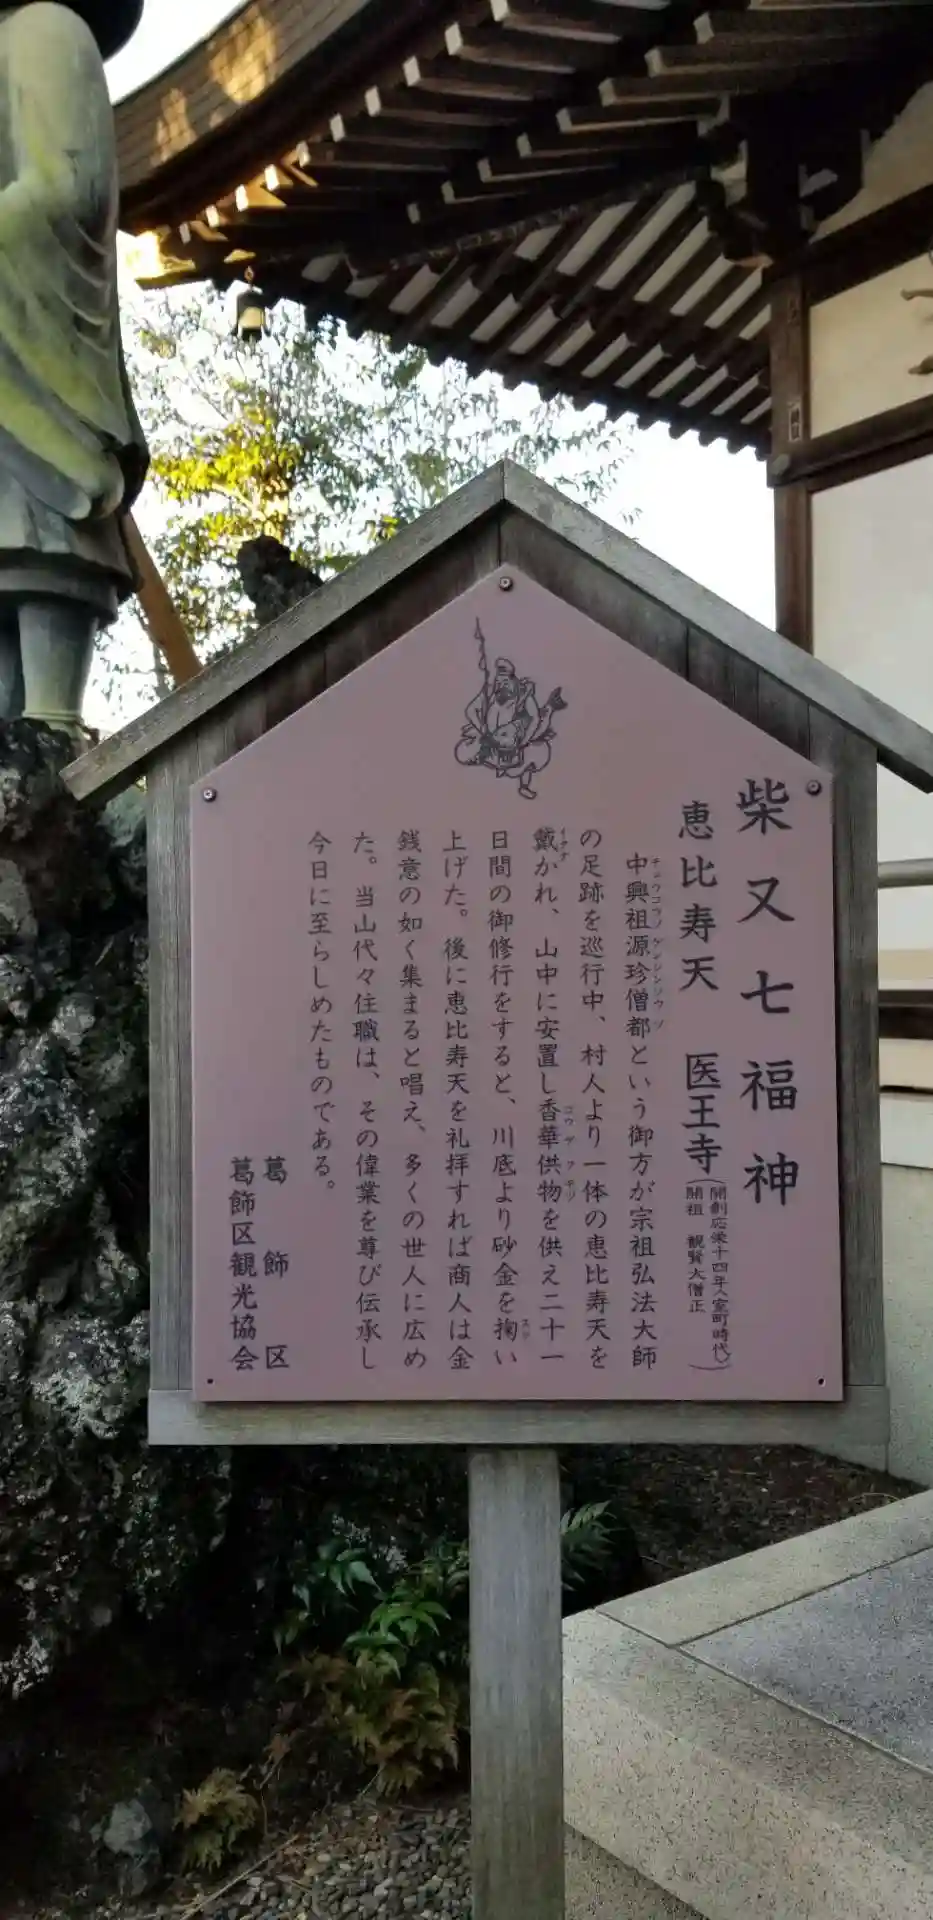 柴又七福神
恵比寿天 医王寺（開創応永十四年（室町時代）
開祖 観賢大僧正）
中興祖源珍僧都という御方が宗祖弘法大師
の足跡を巡行中、村人より一体の恵比寿天を
戴かれ、山中に安置し香華供物を供え二十一
日間の御修行をすると、川底より砂金を掬い
上げた。後に恵比寿天を礼拝すれば商人は金
銭意の如く集まると唱え、多くの世人に広め
た。当山代々住職は、その偉業を尊び伝承し
今日に至らしめたものである。
葛飾区
葛飾区観光協会